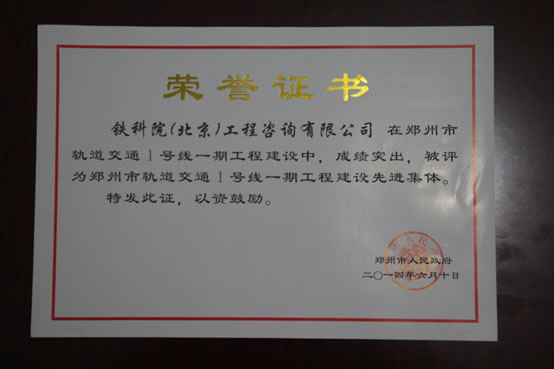 荣誉证书
铁科院(北京)工程咨询有限公司 在郑州市
轨道交通1号线一期工程建设中，成绩突出，被评
为郑州市轨道交通1号线一期工程建设先进集体。
特发此证，以资鼓励。
郑州市人民政府
二〇一四年六月十日